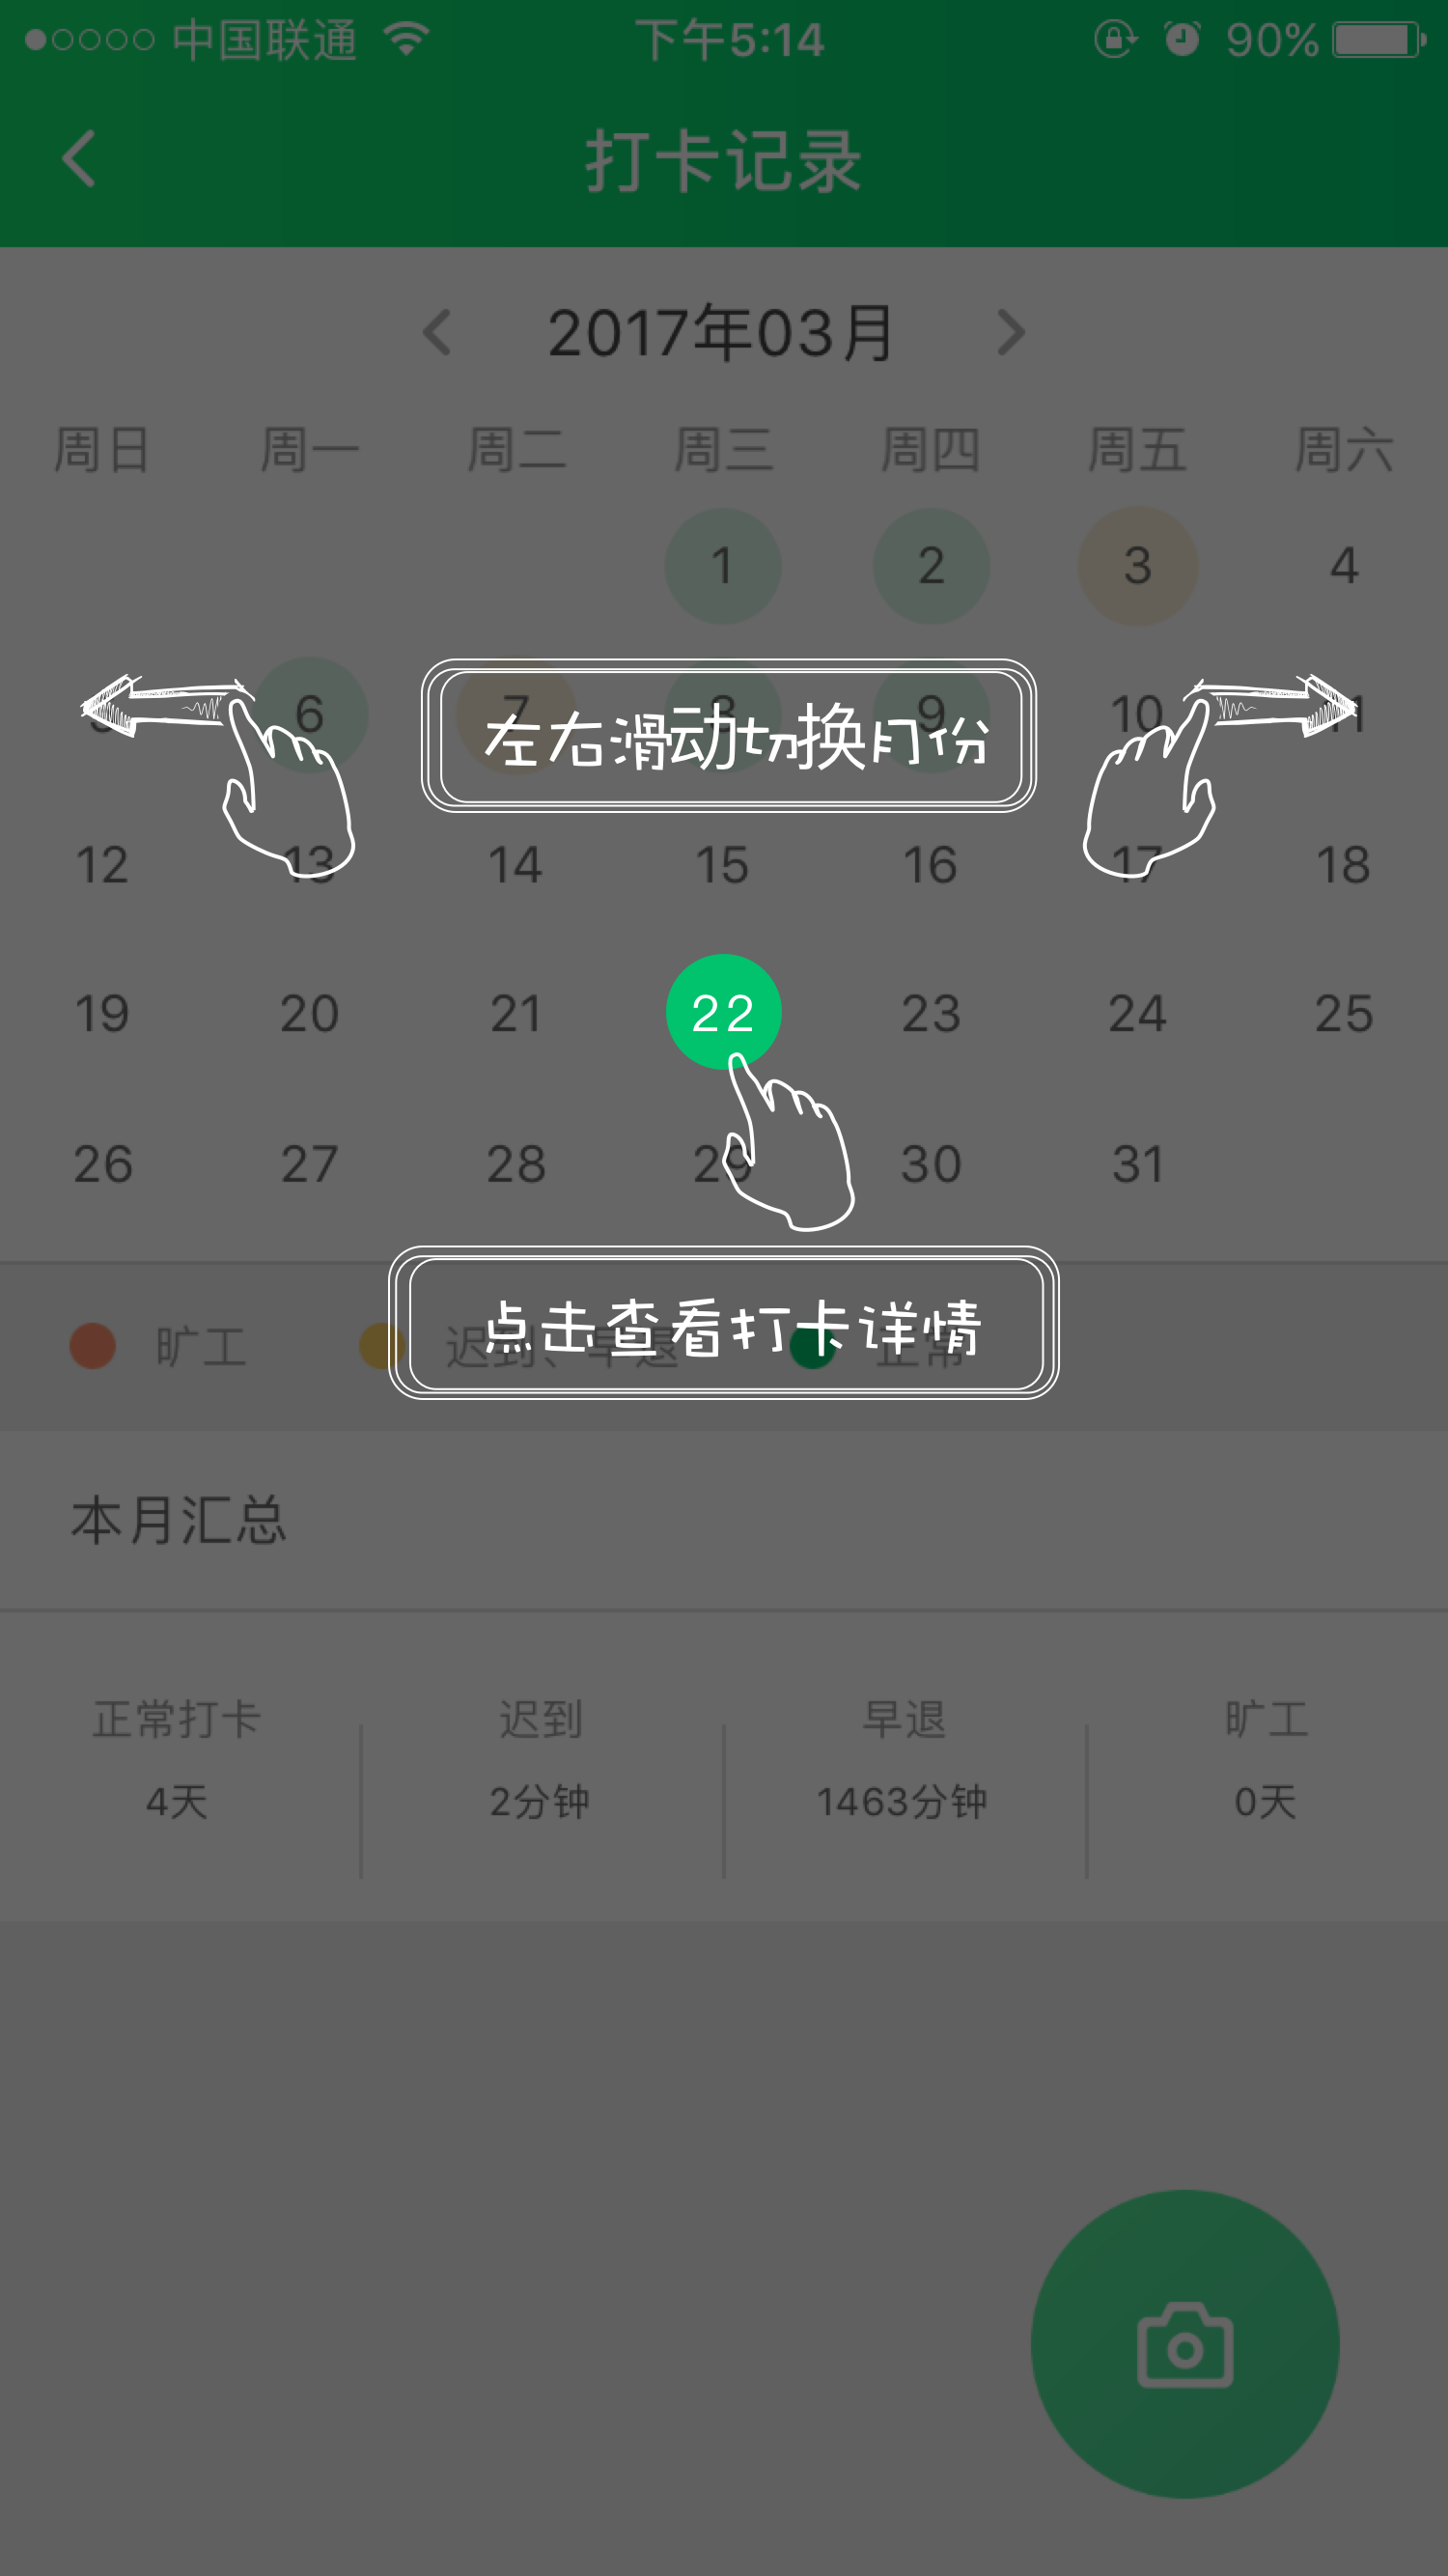 中国联通 下午5:14 90%
打卡记录
2017年03月
周日 周一 周二 周三 周四 周五 周六
1 2 3 4
5 6 7 8 9 10 11
左右滑动切换月份
12 13 14 15 16 17 18
19 20 21 22 23 24 25
26 27 28 29 30 31
点击查看打卡详情
旷工 迟到、早退 正常
本月汇总
正常打卡 迟到 早退 旷工
4天 2分钟 1463分钟 0天